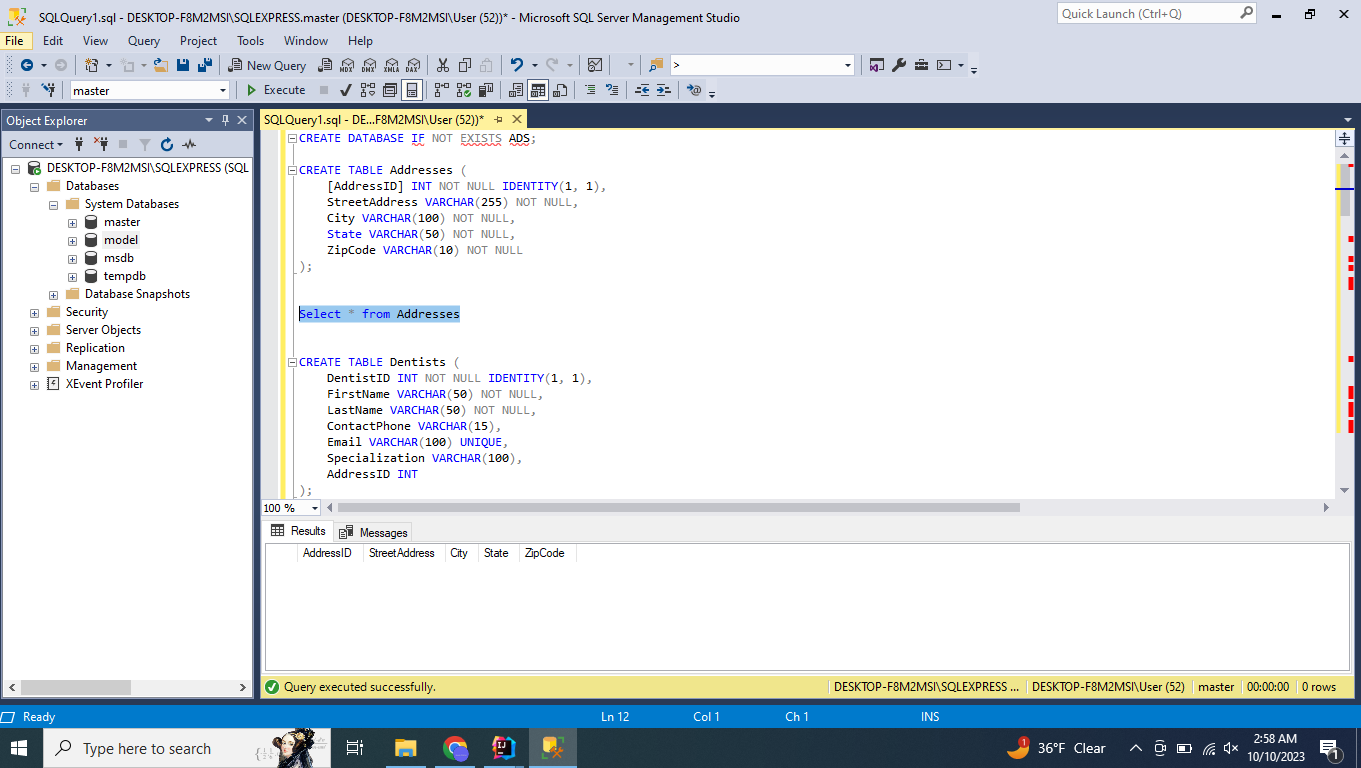 SQLQuery1.sql - DESKTOP-F8M2MSI\SQLEXPRESS.master (DESKTOP-F8M2MSI\User (52))* - Microsoft SQL Server Management Studio
Quick Launch (Ctrl+Q)
File Edit View Query Project Tools Window Help
New Query MDX DMX XMLA DAX >
master Execute
Object Explorer
SQLQuery1.sql - DE...F8M2MSI\User (52))*
Connect
DESKTOP-F8M2MSI\SQLEXPRESS (SQL
Databases
System Databases
master
model
msdb
tempdb
Database Snapshots
Security
Server Objects
Replication
Management
XEvent Profiler
CREATE DATABASE IF NOT EXISTS ADS;
CREATE TABLE Addresses (
[AddressID] INT NOT NULL IDENTITY(1, 1),
StreetAddress VARCHAR(255) NOT NULL,
City VARCHAR(100) NOT NULL,
State VARCHAR(50) NOT NULL,
ZipCode VARCHAR(10) NOT NULL
);
Select * from Addresses
CREATE TABLE Dentists (
DentistID INT NOT NULL IDENTITY(1, 1),
FirstName VARCHAR(50) NOT NULL,
LastName VARCHAR(50) NOT NULL,
ContactPhone VARCHAR(15),
Email VARCHAR(100) UNIQUE,
Specialization VARCHAR(100),
AddressID INT
);
100 %
Results Messages
AddressID StreetAddress City State ZipCode
Query executed successfully. DESKTOP-F8M2MSI\SQLEXPRESS ... DESKTOP-F8M2MSI\User (52) master 00:00:00 0 rows
Ready Ln 12 Col 1 Ch 1 INS
Type here to search
1 36°F Clear
2:58 AM
10/10/2023
1